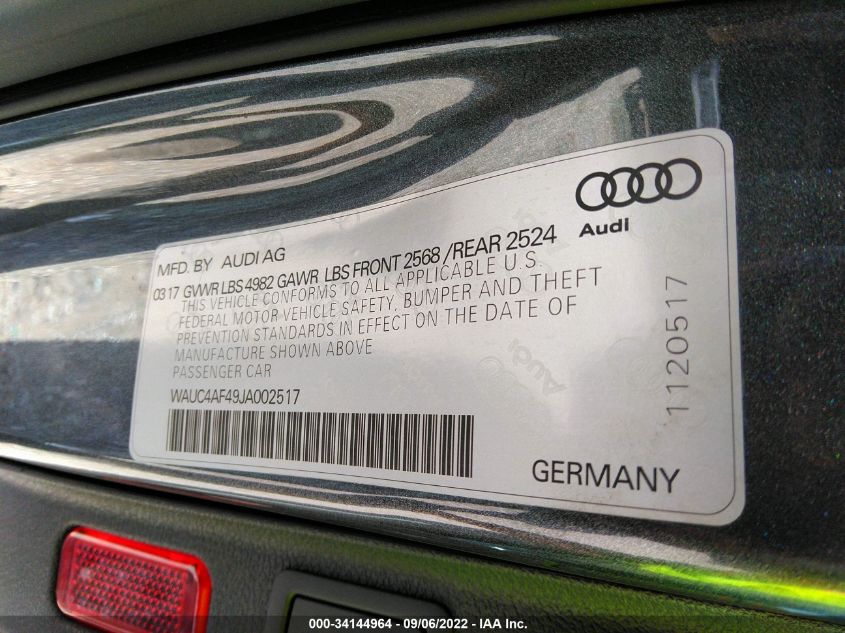 Audi
MFD. BY AUDI AG
0317 GVWR LBS 4982 GAWR LBS FRONT 2568 /REAR 2524
THIS VEHICLE CONFORMS TO ALL APPLICABLE U.S.
FEDERAL MOTOR VEHICLE SAFETY, BUMPER AND THEFT
PREVENTION STANDARDS IN EFFECT ON THE DATE OF
MANUFACTURE SHOWN ABOVE
PASSENGER CAR
WAUC4AF49JA002517
1120517
GERMANY
Audi
000-34144964 - 09/06/2022 - IAA Inc.